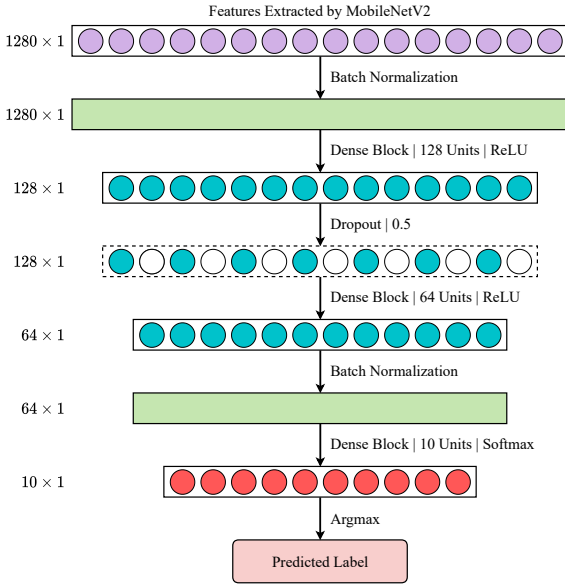 Features Extracted by MobileNetV2
1280 × 1
Batch Normalization
1280 × 1
Dense Block | 128 Units | ReLU
128 × 1
Dropout | 0.5
128 × 1
Dense Block | 64 Units | ReLU
64 × 1
Batch Normalization
64 × 1
Dense Block | 10 Units | Softmax
10 × 1
Argmax
Predicted Label